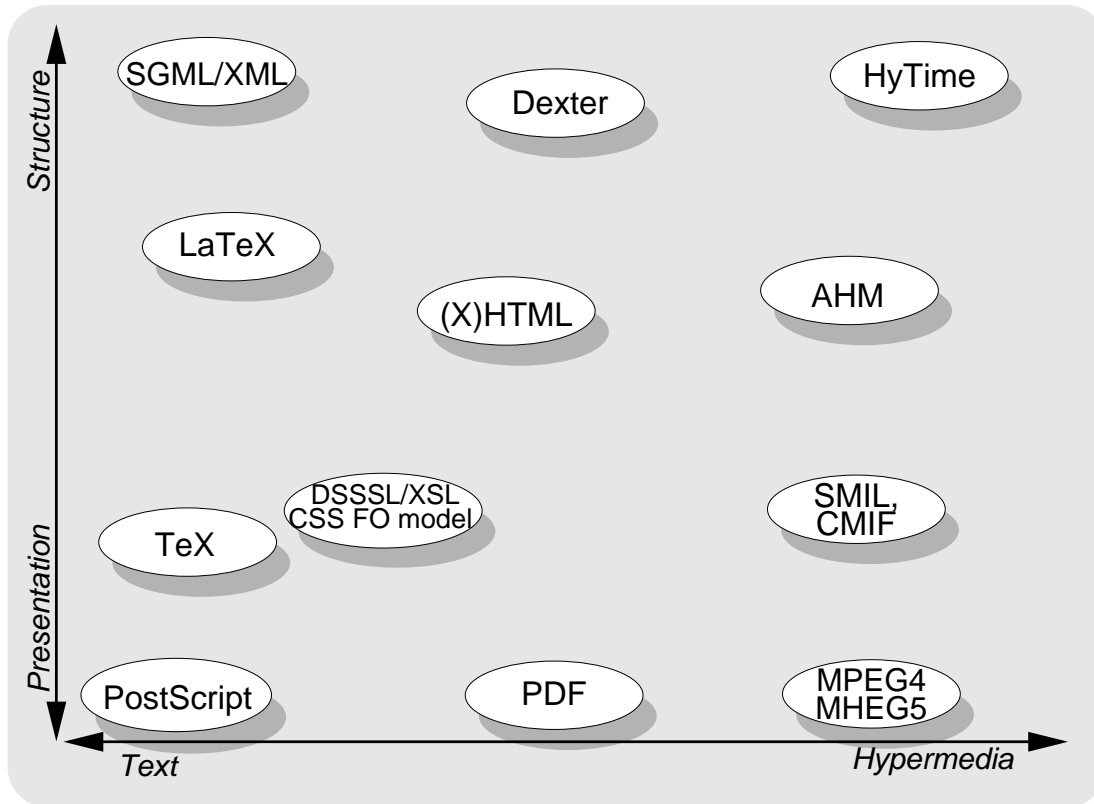 Structure
SGML/XML
Dexter
HyTime
LaTeX
(X)HTML
AHM
DSSSL/XSL
CSS FO model
SMIL,
CMIF
TeX
Presentation
PostScript
PDF
MPEG4
MHEG5
Text
Hypermedia